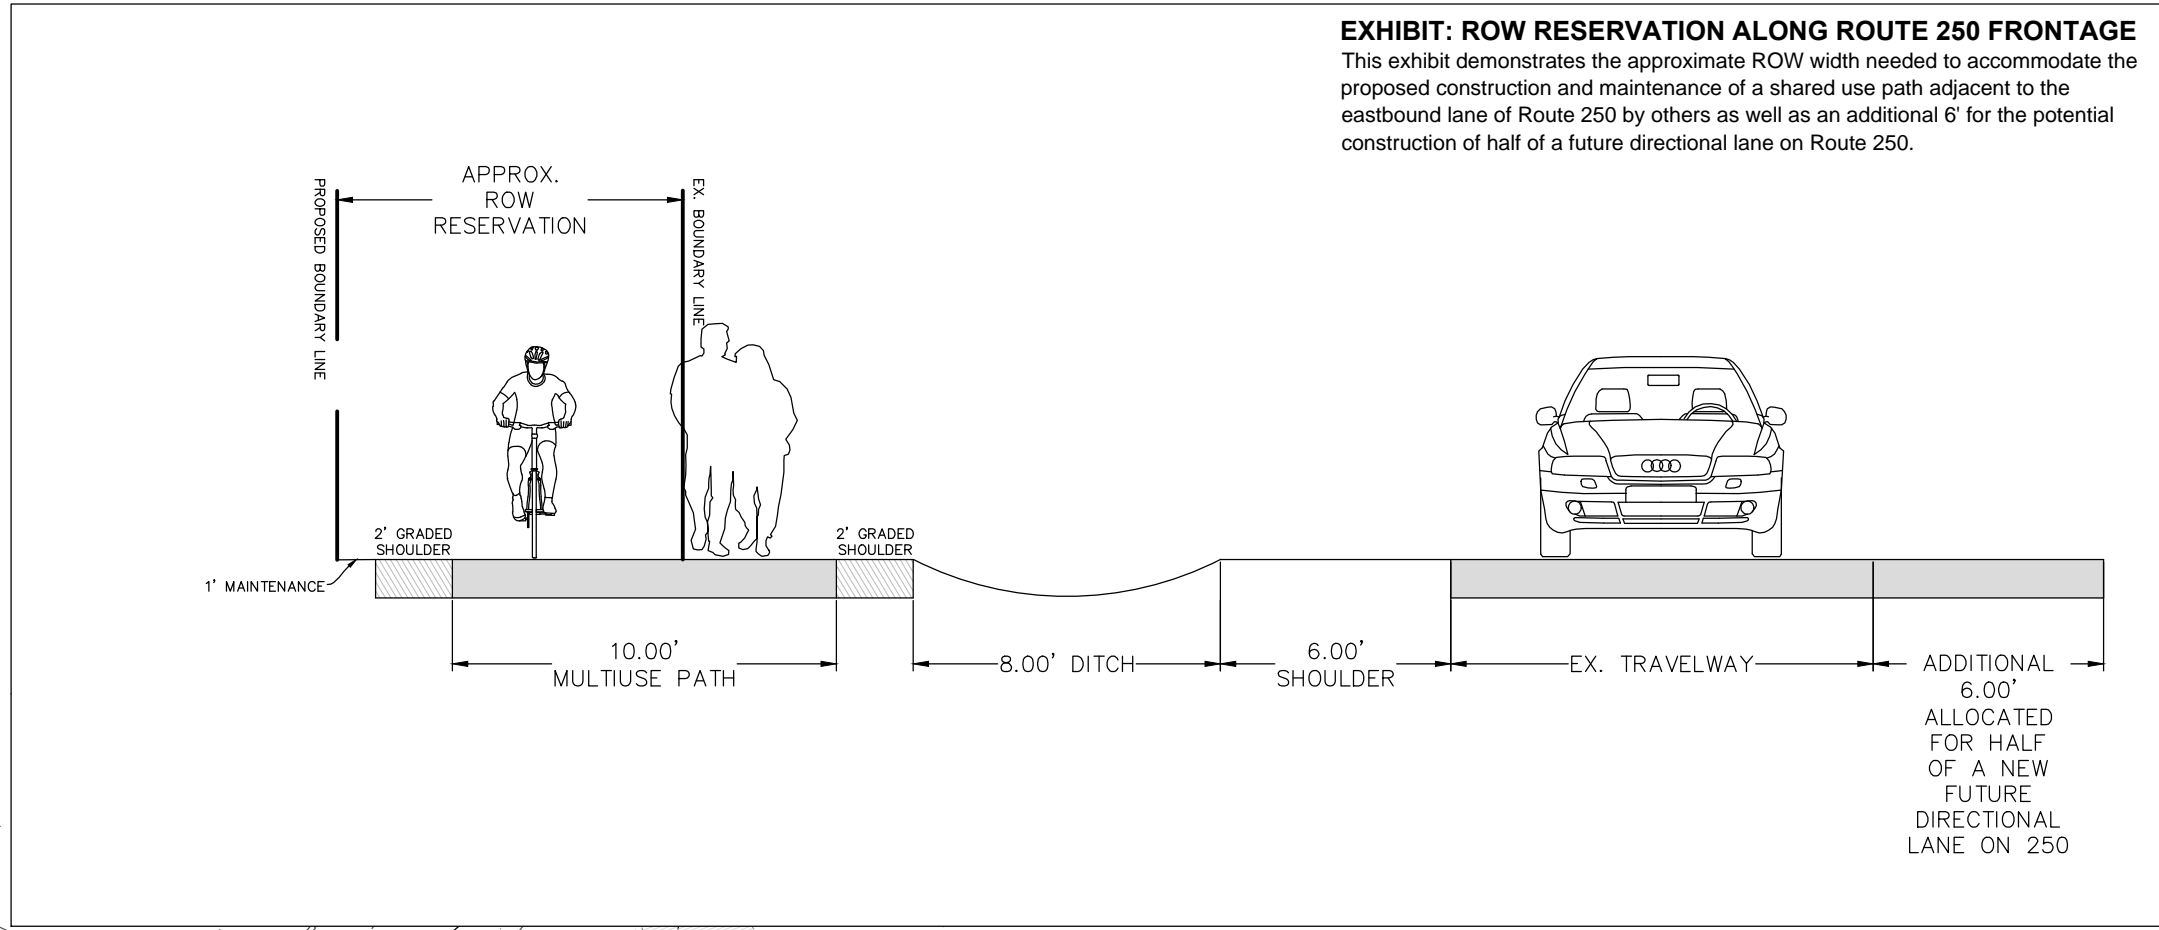 EXHIBIT: ROW RESERVATION ALONG ROUTE 250 FRONTAGE
This exhibit demonstrates the approximate ROW width needed to accommodate the
proposed construction and maintenance of a shared use path adjacent to the
eastbound lane of Route 250 by others as well as an additional 6' for the potential
construction of half of a future directional lane on Route 250.
PROPOSED BOUNDARY LINE
APPROX.
ROW
RESERVATION
EX. BOUNDARY LINE
2' GRADED
SHOULDER
2' GRADED
SHOULDER
1' MAINTENANCE
10.00'
MULTIUSE PATH
8.00' DITCH
6.00'
SHOULDER
EX. TRAVELWAY
ADDITIONAL
6.00'
ALLOCATED
FOR HALF
OF A NEW
FUTURE
DIRECTIONAL
LANE ON 250